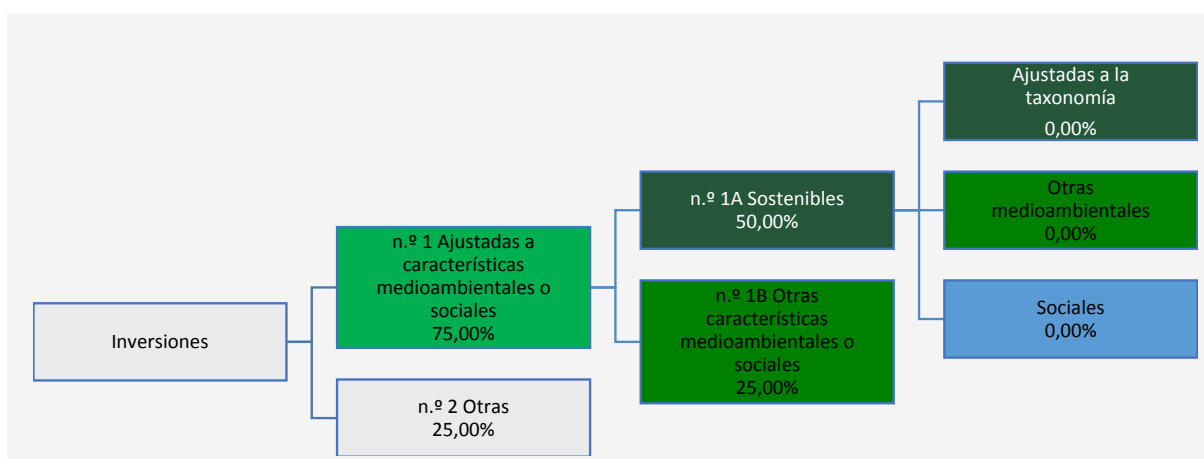 Inversiones
n.º 1 Ajustadas a
características
medioambientales o
sociales
75,00%
n.º 2 Otras
25,00%
n.º 1A Sostenibles
50,00%
n.º 1B Otras
características
medioambientales o
sociales
25,00%
Ajustadas a la
taxonomía
0,00%
Otras
medioambientales
0,00%
Sociales
0,00%